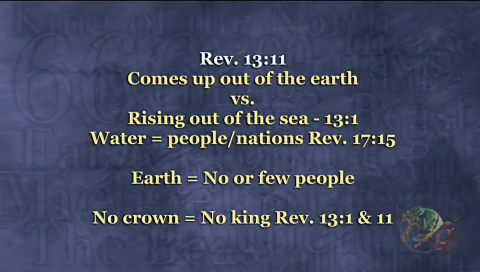 Rev. 13:11
Comes up out of the earth
vs.
Rising out of the sea - 13:1
Water = people/nations Rev. 17:15
Earth = No or few people
No crown = No king Rev. 13:1 & 11